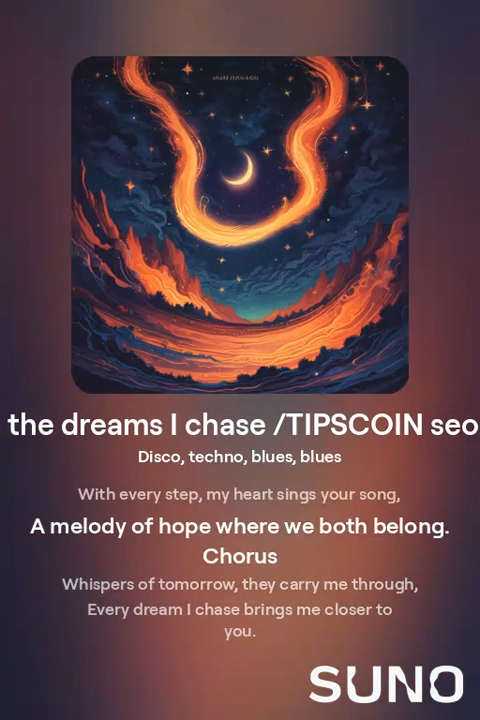 the dreams I chase /TIPSCOIN seo
Disco, techno, blues, blues
With every step, my heart sings your song,
A melody of hope where we both belong.
Chorus
Whispers of tomorrow, they carry me through,
Every dream I chase brings me closer to
you.
SUNO